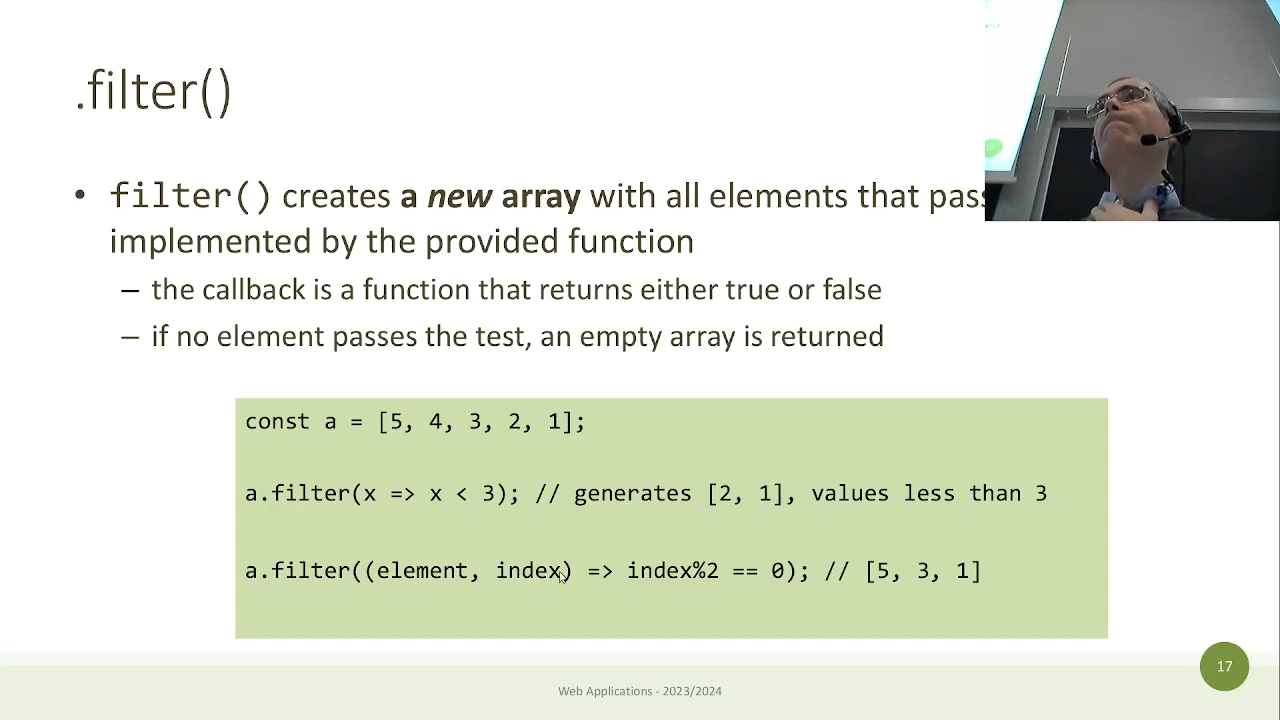 .filter()
• filter() creates a new array with all elements that pass
implemented by the provided function
– the callback is a function that returns either true or false
– if no element passes the test, an empty array is returned
const a = [5, 4, 3, 2, 1];
a.filter(x => x < 3); // generates [2, 1], values less than 3
a.filter((element, index) => index%2 == 0); // [5, 3, 1]
17
Web Applications - 2023/2024